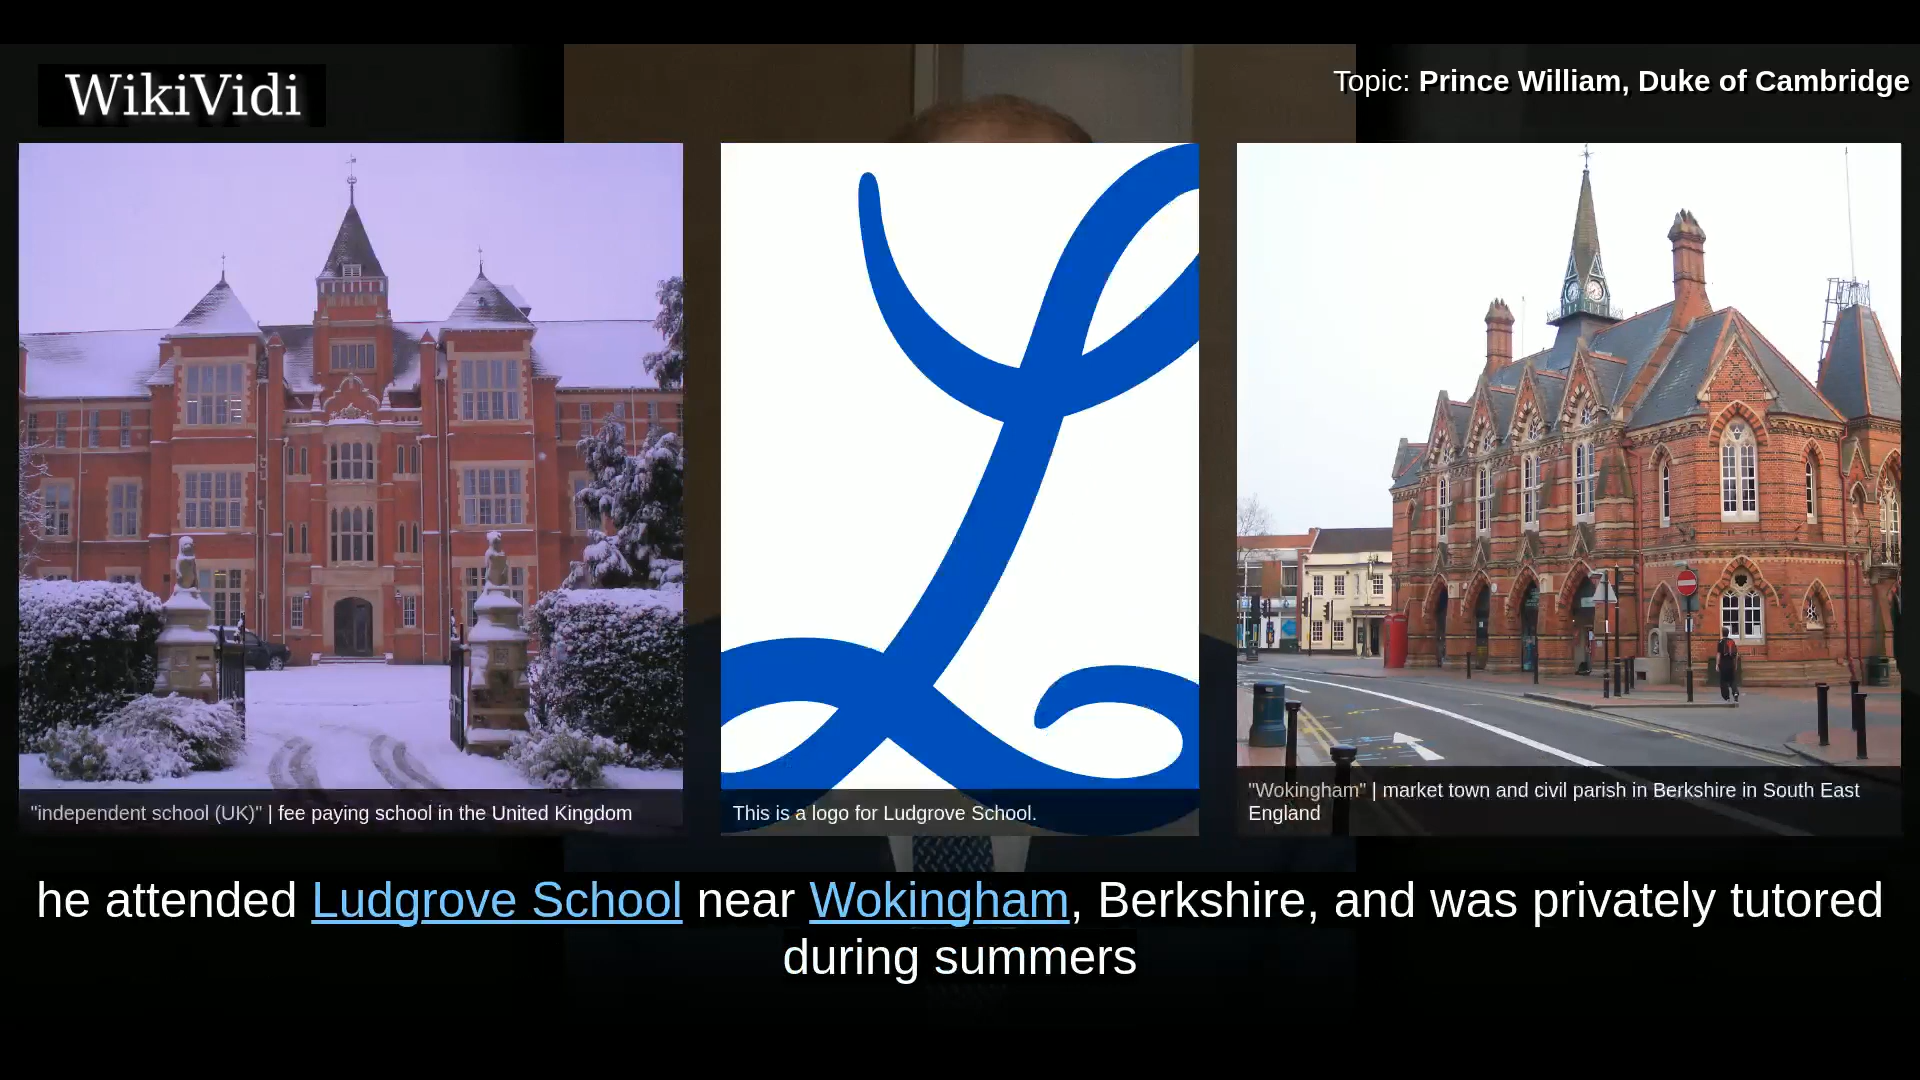 WikiVidi
Topic: Prince William, Duke of Cambridge
"independent school (UK)" | fee paying school in the United Kingdom
This is a logo for Ludgrove School.
"Wokingham" | market town and civil parish in Berkshire in South East
England
he attended Ludgrove School near Wokingham, Berkshire, and was privately tutored
during summers